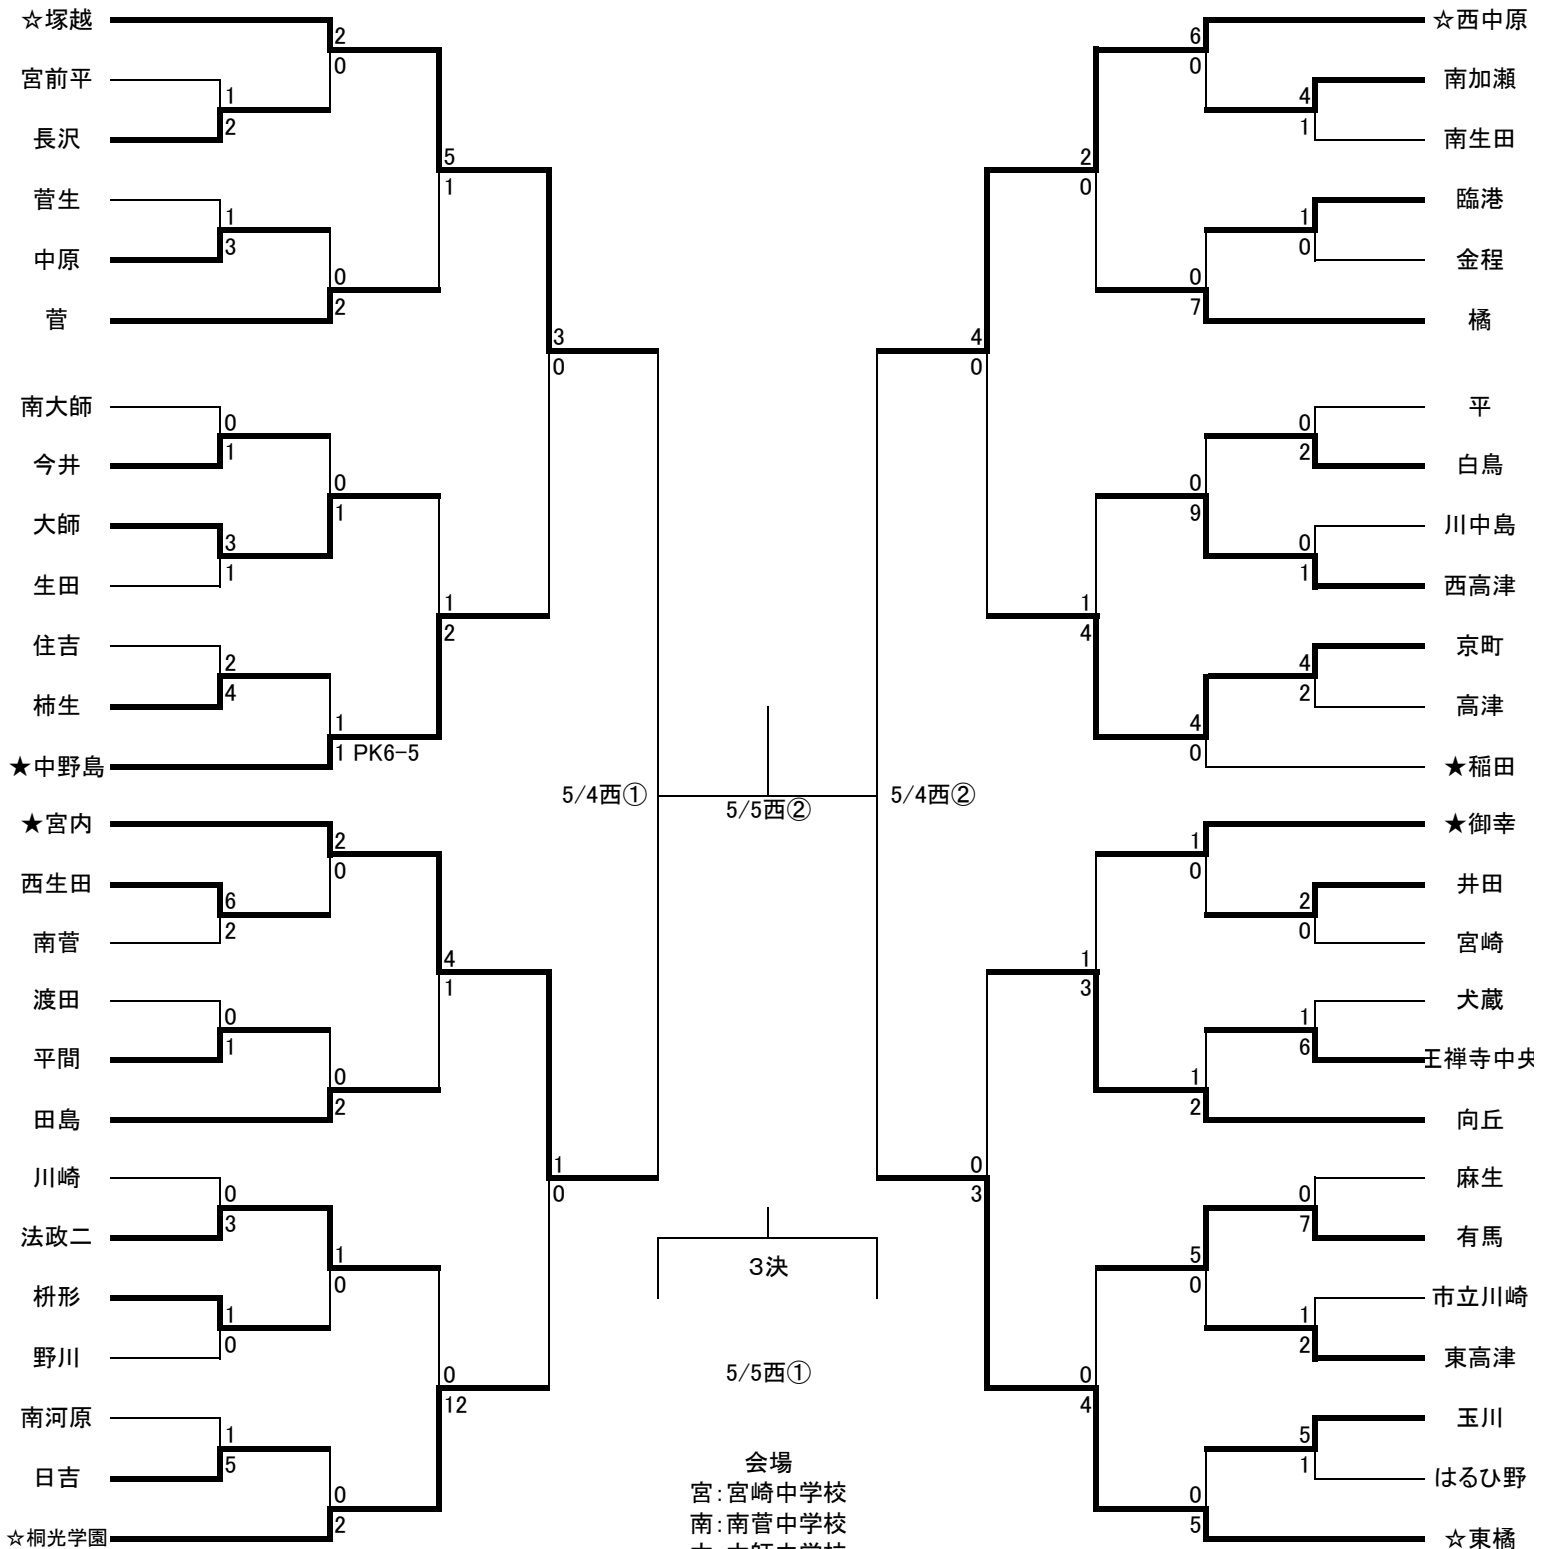 ☆塚越
2
0
宮前平
1
2
長沢
5
1
菅生
1
3
中原
0
2
菅
3
0
南大師
0
1
今井
0
1
大師
3
1
生田
1
2
住吉
2
4
柿生
1
1 PK6-5
★中野島
★宮内
2
0
西生田
6
2
南菅
4
1
渡田
0
1
平間
0
2
田島
1
0
川崎
0
3
法政二
1
0
枡形
1
0
野川
0
12
南河原
1
5
日吉
0
2
☆桐光学園
5/4西①
5/5西②
5/4西②
3決
5/5西①
会場
宮:宮崎中学校
南:南菅中学校
☆西中原
6
0
南加瀬
4
1
南生田
2
0
臨港
1
0
金程
0
7
橘
4
0
平
0
2
白鳥
0
9
川中島
0
1
西高津
1
4
京町
4
2
高津
4
0
★稲田
★御幸
1
0
井田
2
0
宮崎
1
3
犬蔵
1
6
王禅寺中央
1
2
向丘
0
3
麻生
0
7
有馬
5
0
市立川崎
1
2
東高津
0
4
玉川
5
1
はるひ野
0
5
☆東橘